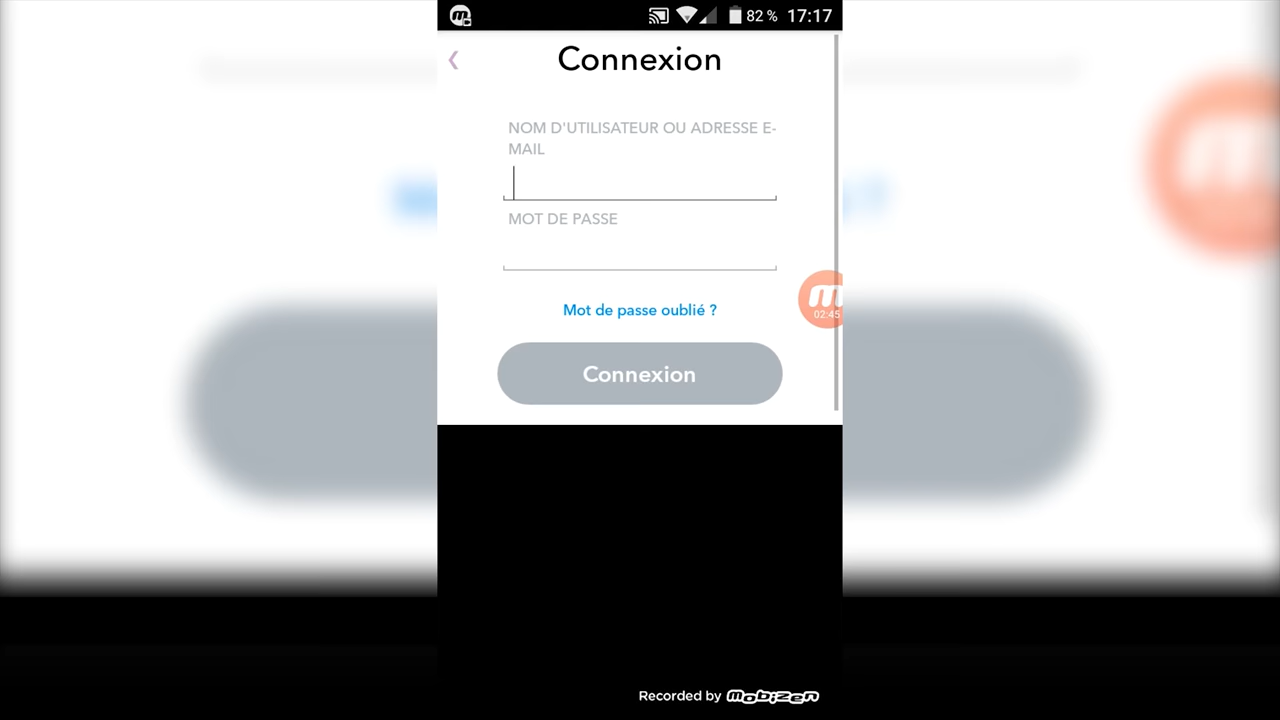 82 % 17:17
Connexion
NOM D'UTILISATEUR OU ADRESSE E-
MAIL
MOT DE PASSE
02:45
Mot de passe oublié ?
Connexion
Recorded by Mobizen